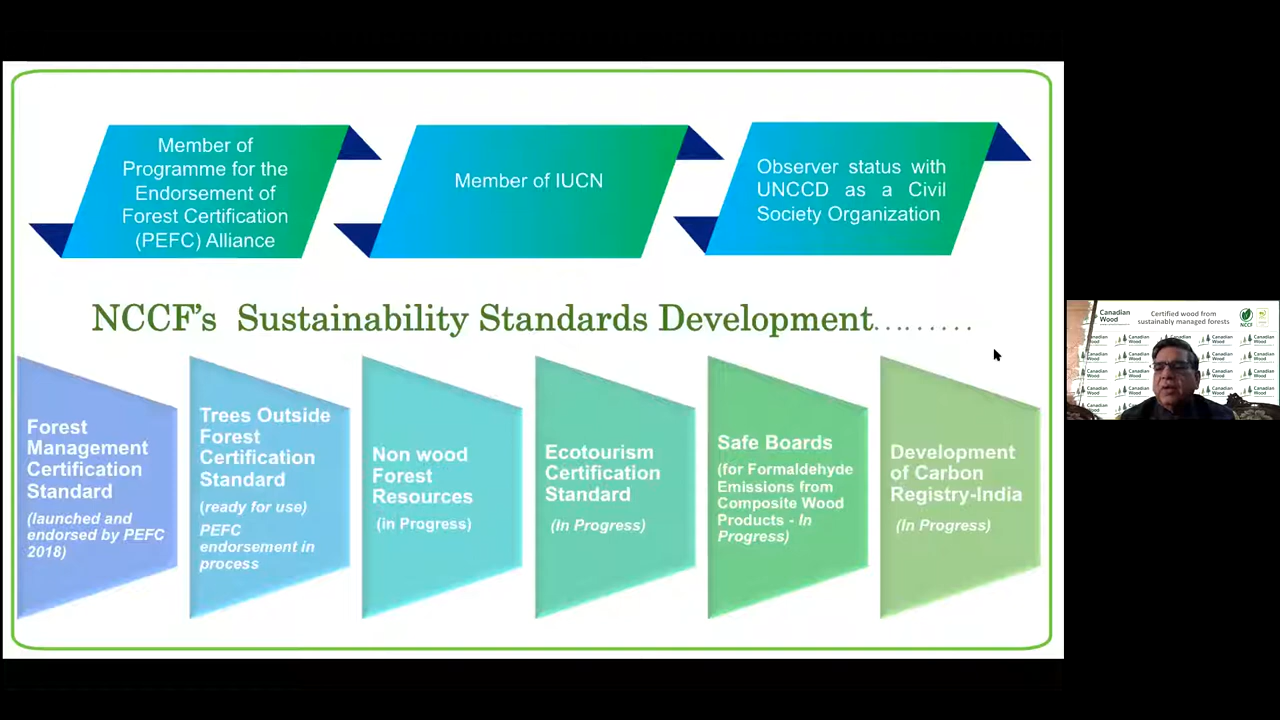 Member of
Programme for the
Endorsement of
Forest Certification
(PEFC) Alliance
Member of IUCN
Observer status with
UNCCD as a Civil
Society Organization
NCCF's Sustainability Standards Development.........
Forest
Management
Certification
Standard
(launched and
endorsed by PEFC
2018)
Trees Outside
Forest
Certification
Standard
(ready for use)
PEFC
endorsement in
process
Non wood
Forest
Resources
(in Progress)
Ecotourism
Certification
Standard
(In Progress)
Safe Boards
(for Formaldehyde
Emissions from
Composite Wood
Products - In
Progress)
Development
of Carbon
Registry-India
(In Progress)
Canadian
Wood
Certified wood from
sustainably managed forests
NCCF